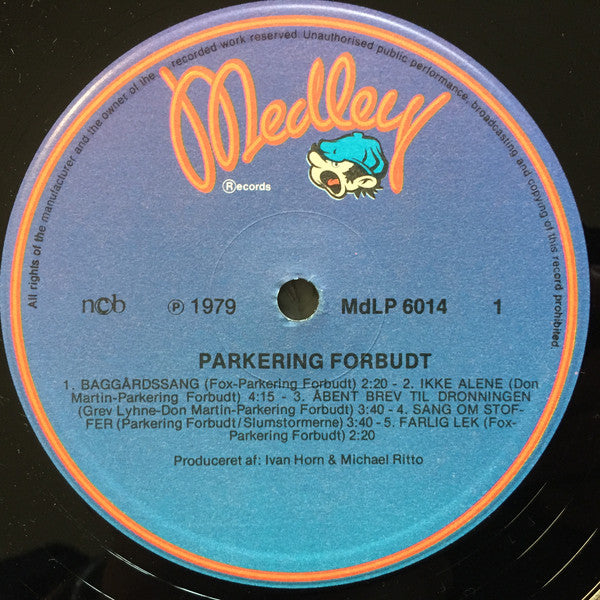 All rights of the manufacturer and the owner of the recorded work reserved Unauthorised public performance, broadcasting and copying of this record prohibited.
Medley
Records
ncb ℗ 1979 MdLP 6014 1
PARKERING FORBUDT
1. BAGGÅRDSSANG (Fox-Parkering Forbudt) 2:20 - 2. IKKE ALENE (Don
Martin-Parkering Forbudt) 4:15 - 3. ÅBENT BREV TIL DRONNINGEN
(Grev Lyhne-Don Martin-Parkering Forbudt) 3:40 - 4. SANG OM STOF-
FER (Parkering Forbudt/Slumstormerne) 3:40 - 5. FARLIG LEK (Fox-
Parkering Forbudt) 2:20
Produceret af: Ivan Horn & Michael Ritto